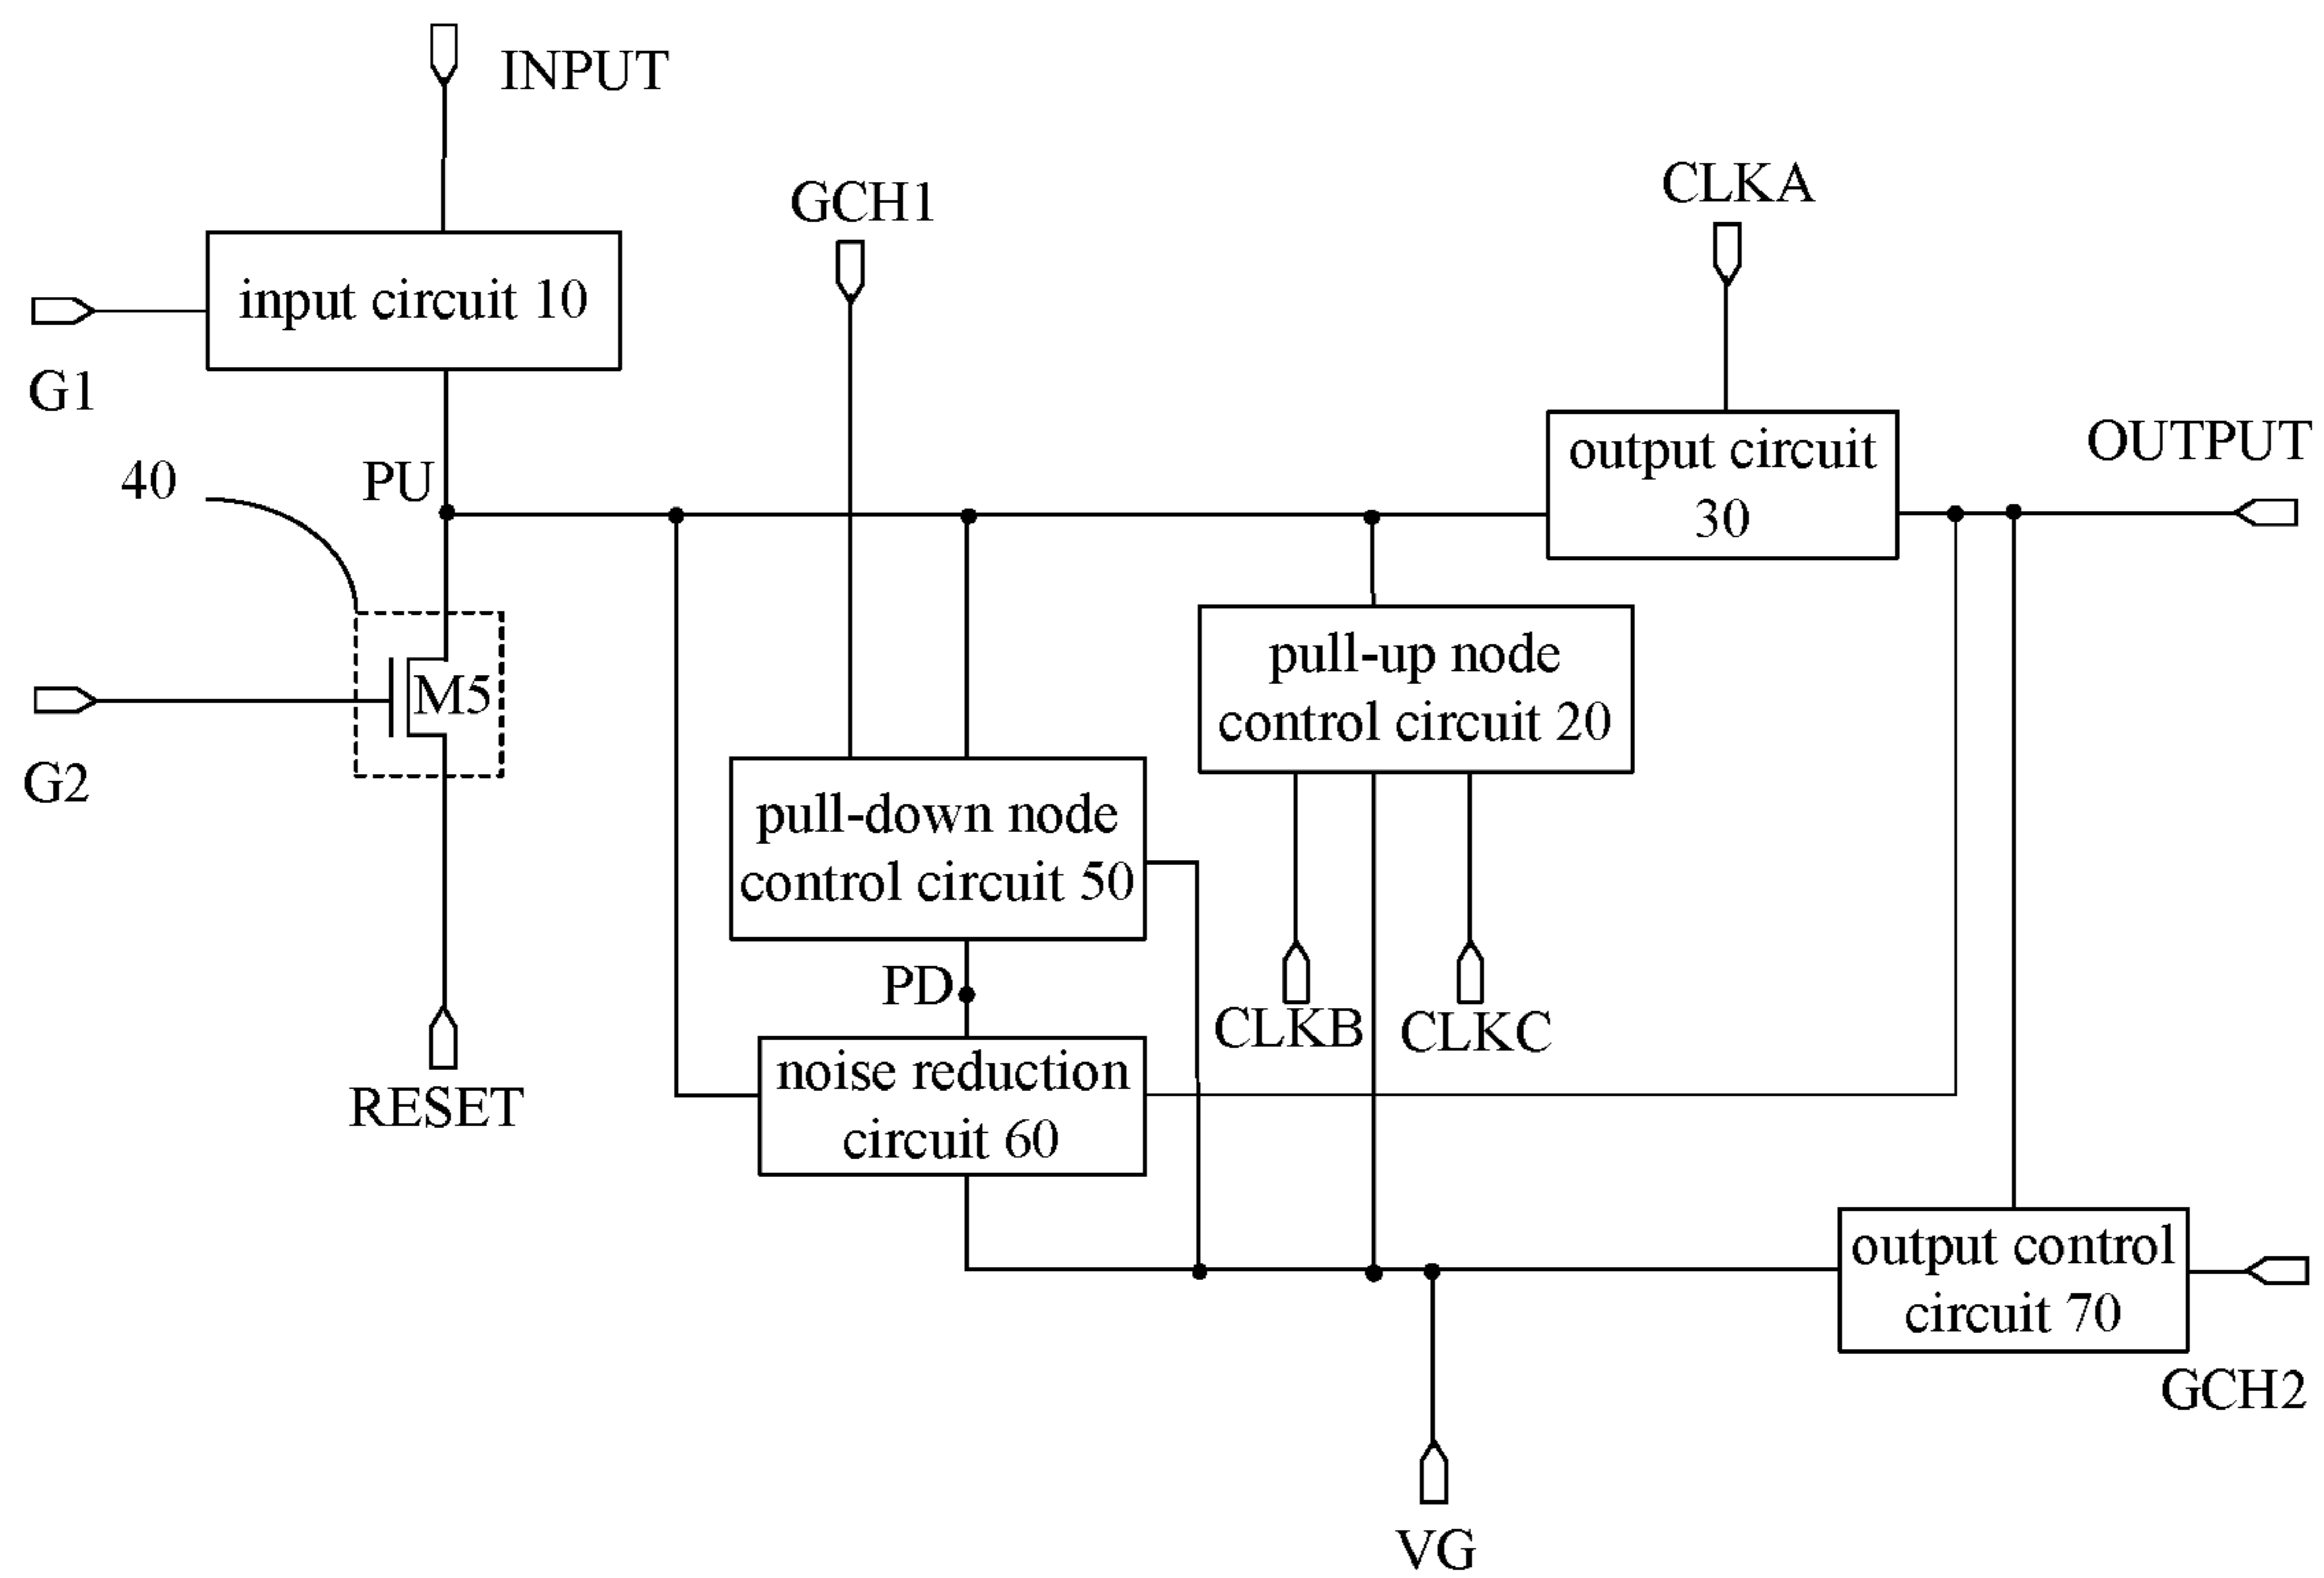 INPUT
GCH1
CLKA
input circuit 10
G1
OUTPUT
output circuit
30
40
PU
pull-up node
control circuit 20
M5
G2
pull-down node
control circuit 50
PD
CLKB
CLKC
noise reduction
circuit 60
RESET
output control
circuit 70
GCH2
VG